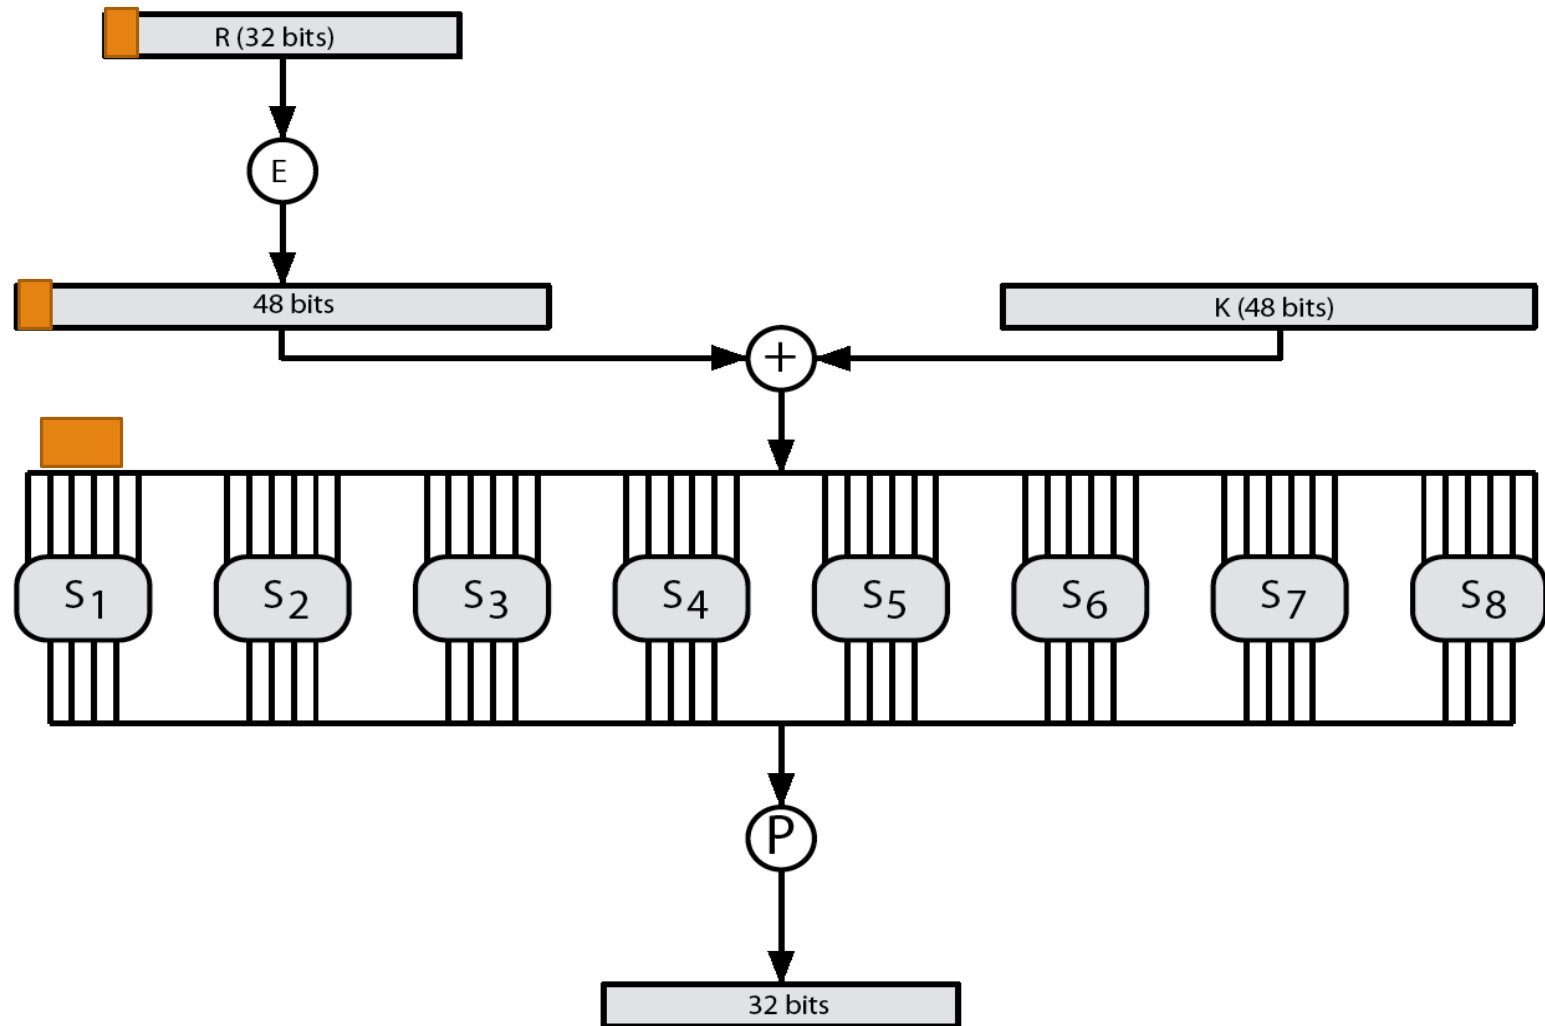 R (32 bits)
E
48 bits
K (48 bits)
+
S1
S2
S3
S4
S5
S6
S7
S8
P
32 bits